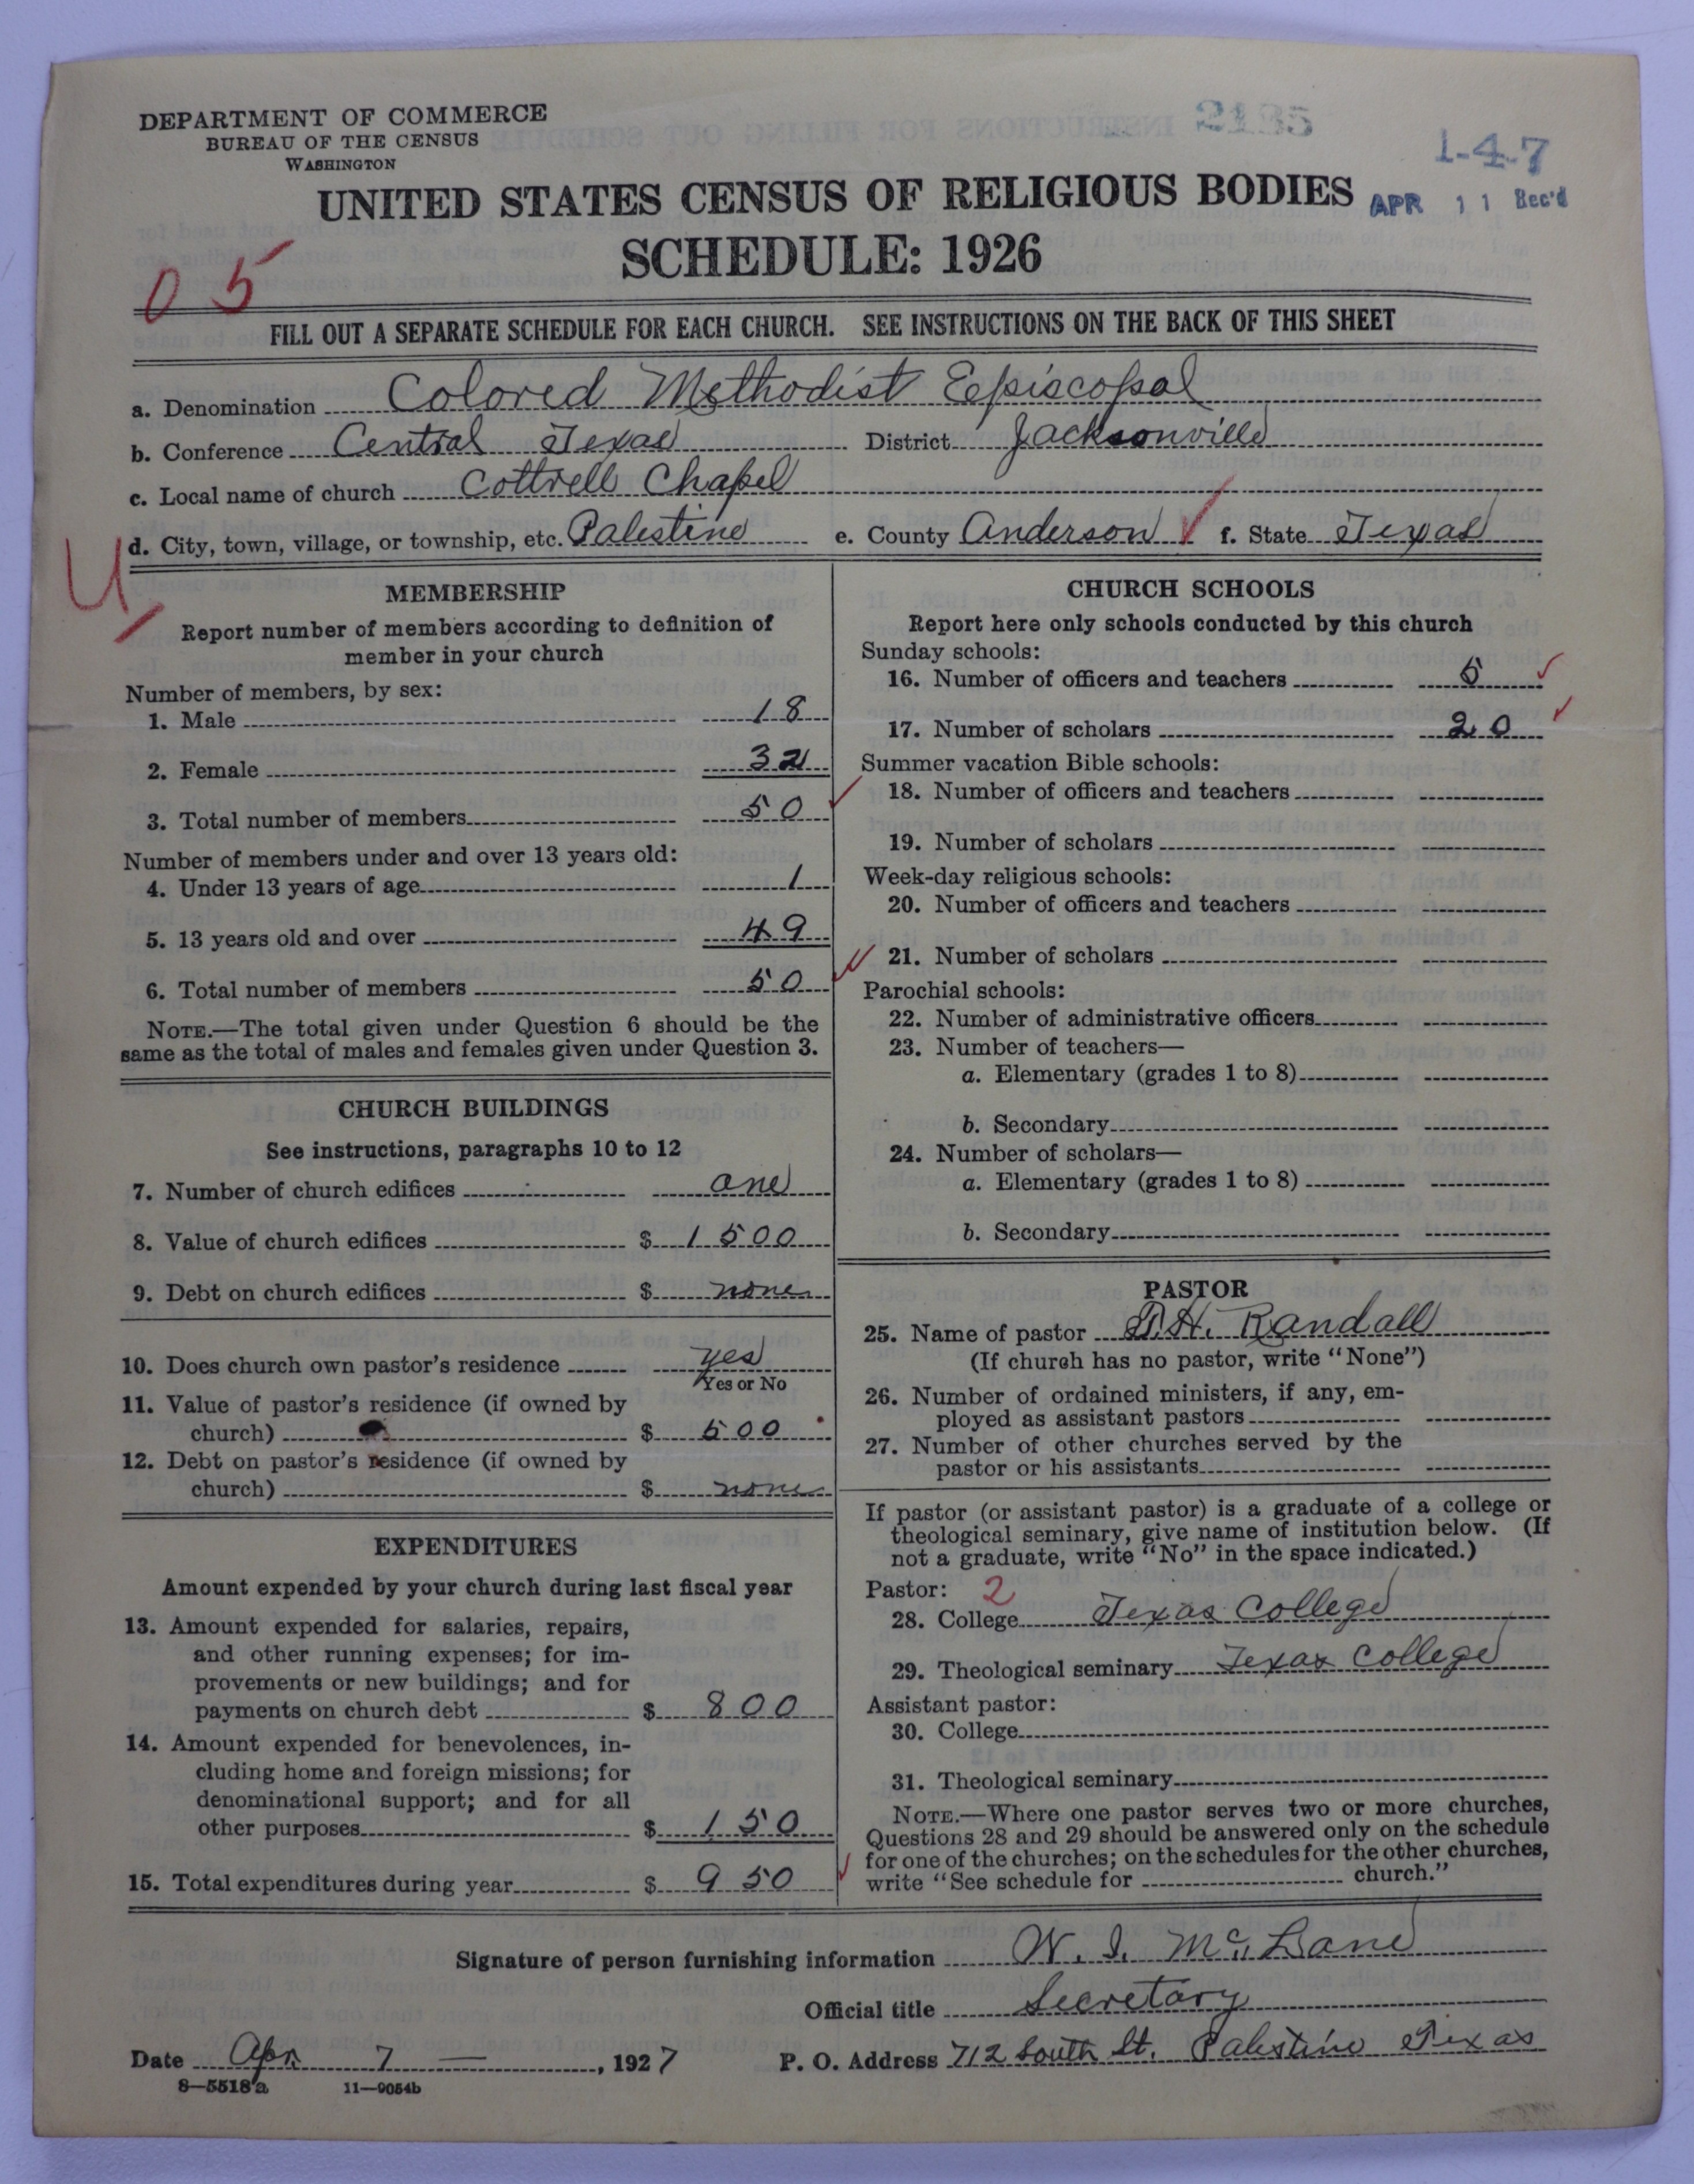 DEPARTMENT OF COMMERCE
BUREAU OF THE CENSUS
WASHINGTON
1-4-7
UNITED STATES CENSUS OF RELIGIOUS BODIES
APR 11 Rec'd
SCHEDULE: 1926
05
FILL OUT A SEPARATE SCHEDULE FOR EACH CHURCH. SEE INSTRUCTIONS ON THE BACK OF THIS SHEET
a. Denomination Colored Methodist Episcopal
b. Conference Central Texas District Jacksonville
c. Local name of church Cottrell Chapel
d. City, town, village, or township, etc. Palestine e. County Anderson f. State Texas
MEMBERSHIP
Report number of members according to definition of
member in your church
Number of members, by sex:
1. Male 18
2. Female 32
3. Total number of members 50
Number of members under and over 13 years old:
4. Under 13 years of age 1
5. 13 years old and over 49
6. Total number of members 50
NOTE.—The total given under Question 6 should be the
same as the total of males and females given under Question 3.
CHURCH BUILDINGS
See instructions, paragraphs 10 to 12
7. Number of church edifices one
8. Value of church edifices $ 1500
9. Debt on church edifices $ none
10. Does church own pastor's residence yes
Yes or No
11. Value of pastor's residence (if owned by
church) $ 500
12. Debt on pastor's residence (if owned by
church) $ none
EXPENDITURES
Amount expended by your church during last fiscal year
13. Amount expended for salaries, repairs,
and other running expenses; for im-
provements or new buildings; and for
payments on church debt $ 800
14. Amount expended for benevolences, in-
cluding home and foreign missions; for
denominational support; and for all
other purposes $ 150
15. Total expenditures during year $ 950
CHURCH SCHOOLS
Report here only schools conducted by this church
Sunday schools:
16. Number of officers and teachers 5
17. Number of scholars 20
Summer vacation Bible schools:
18. Number of officers and teachers
19. Number of scholars
Week-day religious schools:
20. Number of officers and teachers
21. Number of scholars
Parochial schools:
22. Number of administrative officers
23. Number of teachers—
a. Elementary (grades 1 to 8)
b. Secondary
24. Number of scholars—
a. Elementary (grades 1 to 8)
b. Secondary
PASTOR
25. Name of pastor H. Randall
(If church has no pastor, write "None")
26. Number of ordained ministers, if any, em-
ployed as assistant pastors
27. Number of other churches served by the
pastor or his assistants
If pastor (or assistant pastor) is a graduate of a college or
theological seminary, give name of institution below. (If
not a graduate, write "No" in the space indicated.)
Pastor: 2
28. College Texas College
29. Theological seminary Texas College
Assistant pastor:
30. College
31. Theological seminary
NOTE.—Where one pastor serves two or more churches,
Questions 28 and 29 should be answered only on the schedule
for one of the churches; on the schedules for the other churches,
write "See schedule for church."
Signature of person furnishing information W. I. McLane
Official title Secretary
Date Apr. 7 — , 1927 P. O. Address 712 South St. Palestine Texas
8—5518a 11—9054b